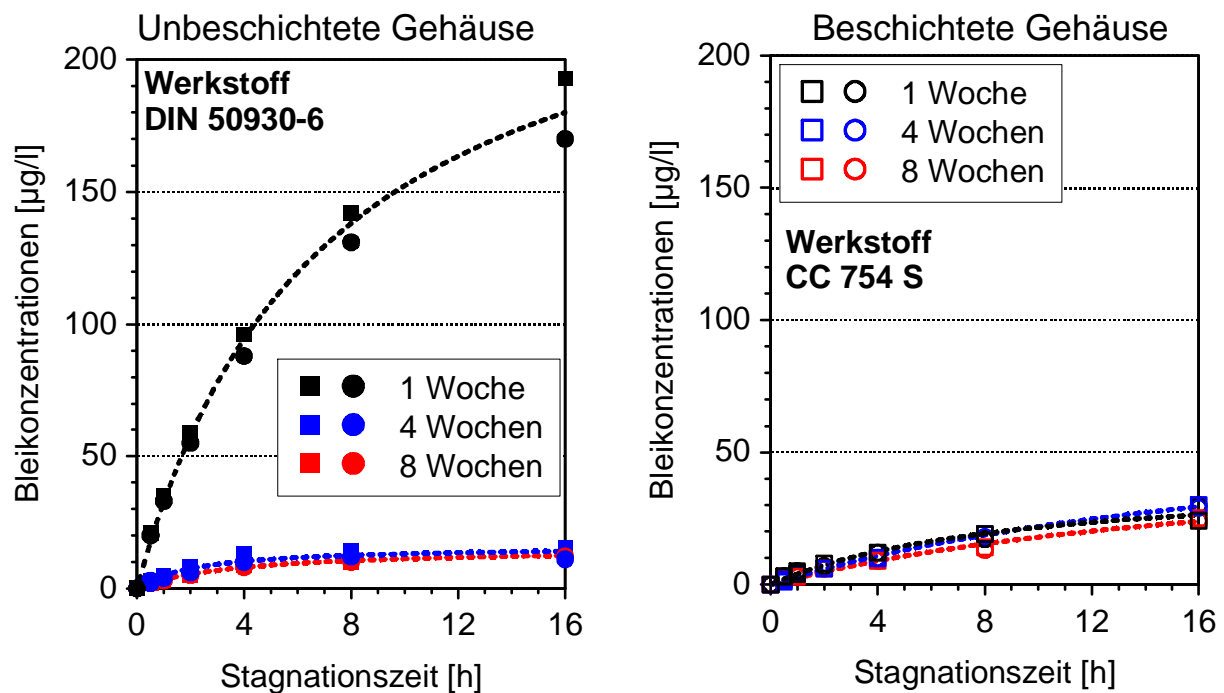 Unbeschichtete Gehäuse
Werkstoff
DIN 50930-6
Bleikonzentrationen [µg/l]
200
150
100
50
0
1 Woche
4 Wochen
8 Wochen
0 4 8 12 16
Stagnationszeit [h]
Beschichtete Gehäuse
1 Woche
4 Wochen
8 Wochen
Werkstoff
CC 754 S
Bleikonzentrationen [µg/l]
200
150
100
50
0
0 4 8 12 16
Stagnationszeit [h]